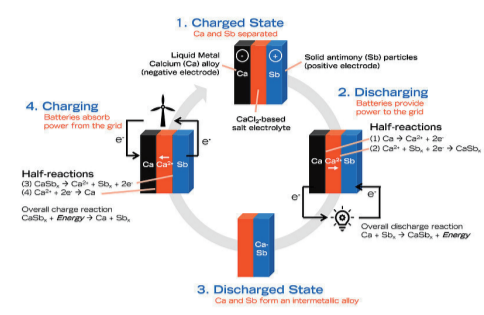 1. Charged State
Ca and Sb separated
Liquid Metal
Calcium (Ca) alloy
(negative electrode)
-
+
Solid antimony (Sb) particles
(positive electrode)
Ca
Sb
CaCl₂-based
salt electrolyte
2. Discharging
Batteries provide
power to the grid
Half-reactions
(1) Ca → Ca²⁺ + 2e⁻
(2) Ca²⁺ + Sbₓ + 2e⁻ → CaSbₓ
Ca Ca²⁺ Sb
→
e⁻
e⁻
Overall discharge reaction
Ca + Sbₓ → CaSbₓ + Energy
Ca-
Sb
3. Discharged State
Ca and Sb form an intermetallic alloy
4. Charging
Batteries absorb
power from the grid
e⁻
e⁻
←
Ca Ca²⁺ Sb
Half-reactions
(3) CaSbₓ → Ca²⁺ + Sbₓ + 2e⁻
(4) Ca²⁺ + 2e⁻ → Ca
Overall charge reaction
CaSbₓ + Energy → Ca + Sbₓ